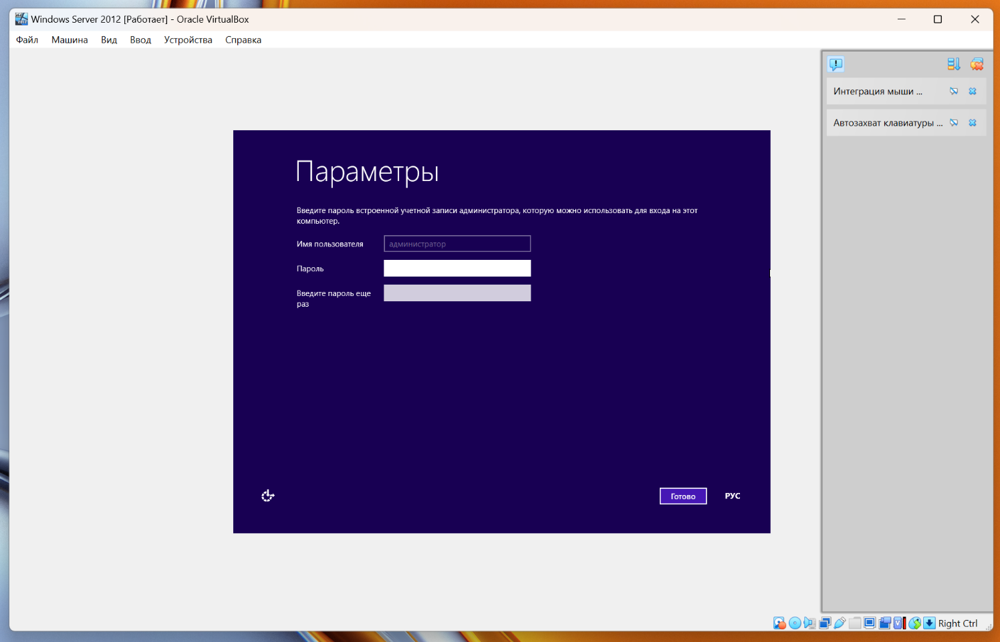 Windows Server 2012 [Работает] - Oracle VirtualBox
Файл Машина Вид Ввод Устройства Справка
Интеграция мыши ...
Автозахват клавиатуры ...
Параметры
Введите пароль встроенной учетной записи администратора, которую можно использовать для входа на этот
компьютер.
Имя пользователя администратор
Пароль
Введите пароль еще
раз
Готово РУС
Right Ctrl